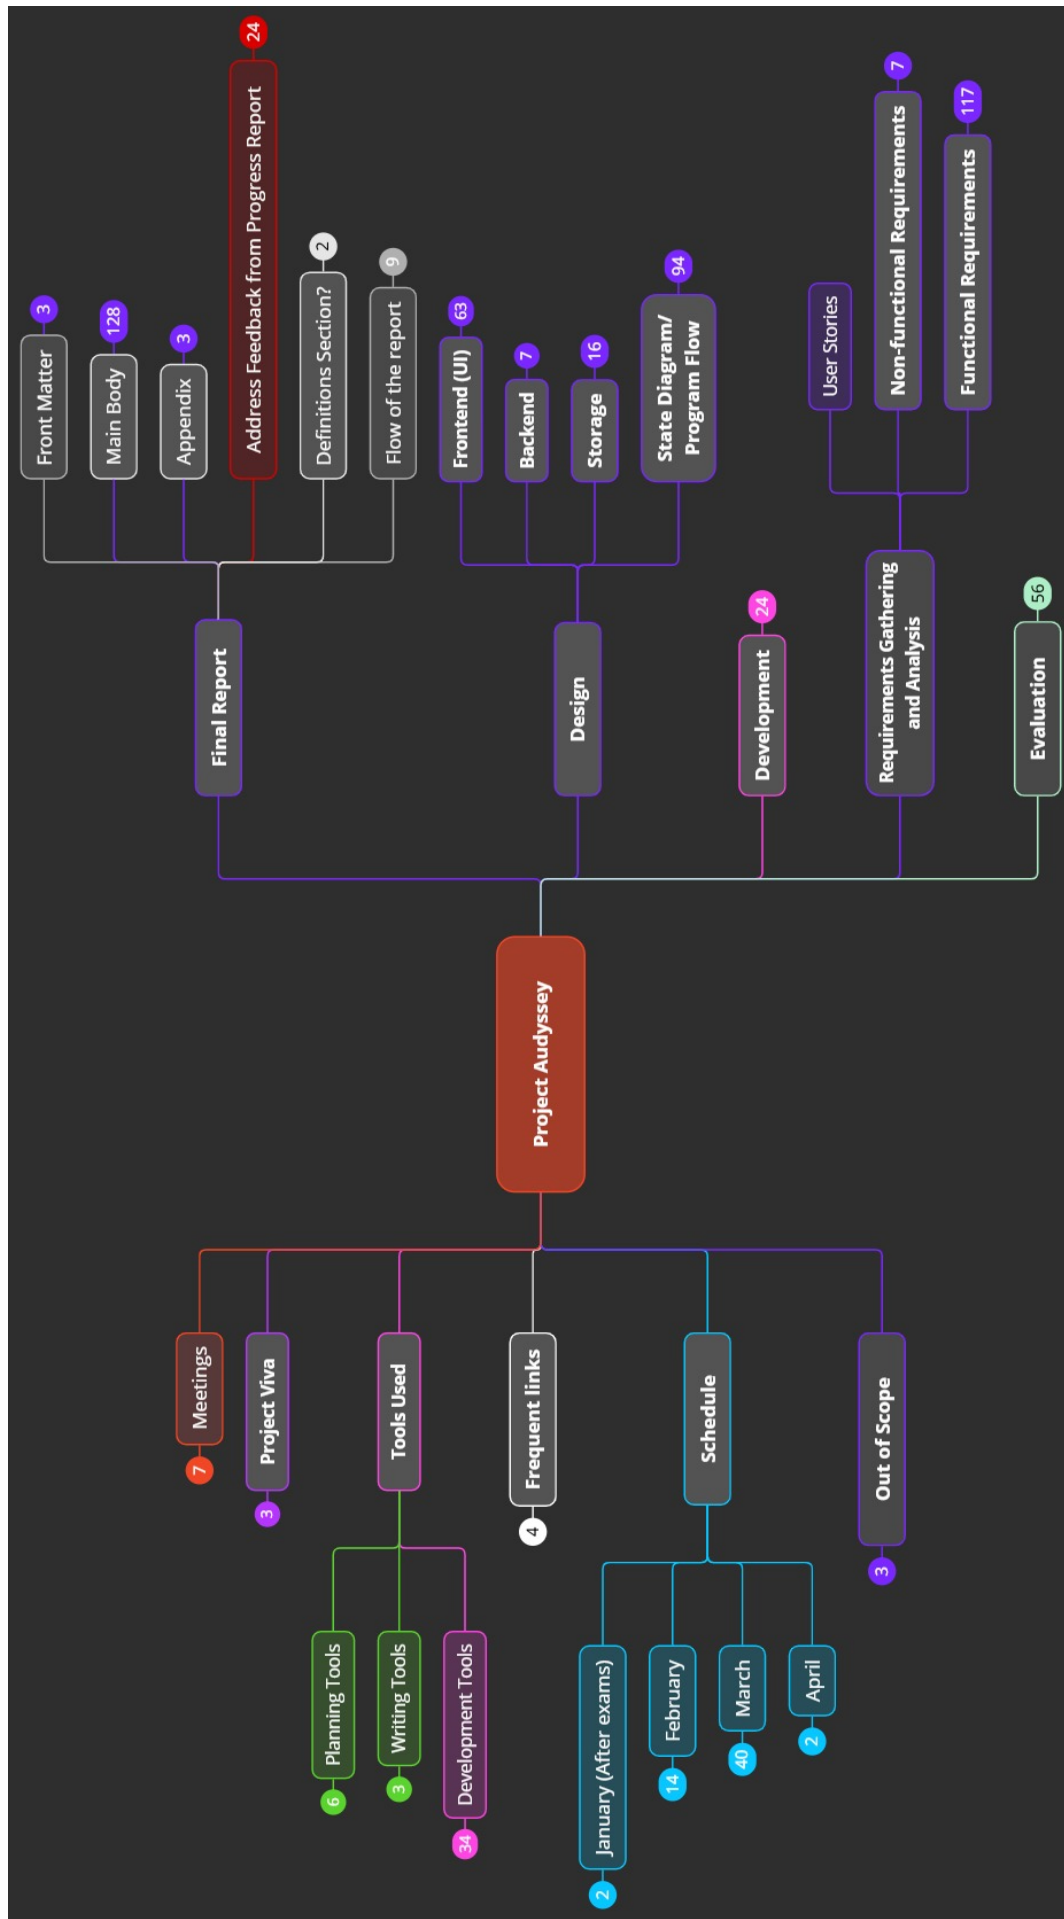 Project Audyssey
Meetings
7
Project Viva
3
Tools Used
Planning Tools
6
Writing Tools
3
Development Tools
34
Frequent links
4
Schedule
January (After exams)
2
February
14
March
40
April
2
Out of Scope
3
Final Report
Front Matter
3
Main Body
128
Appendix
3
Address Feedback from Progress Report
24
Definitions Section?
2
Flow of the report
9
Design
Frontend (UI)
63
Backend
7
Storage
16
State Diagram/
Program Flow
94
Development
24
Requirements Gathering
and Analysis
User Stories
Non-functional Requirements
7
Functional Requirements
117
Evaluation
56